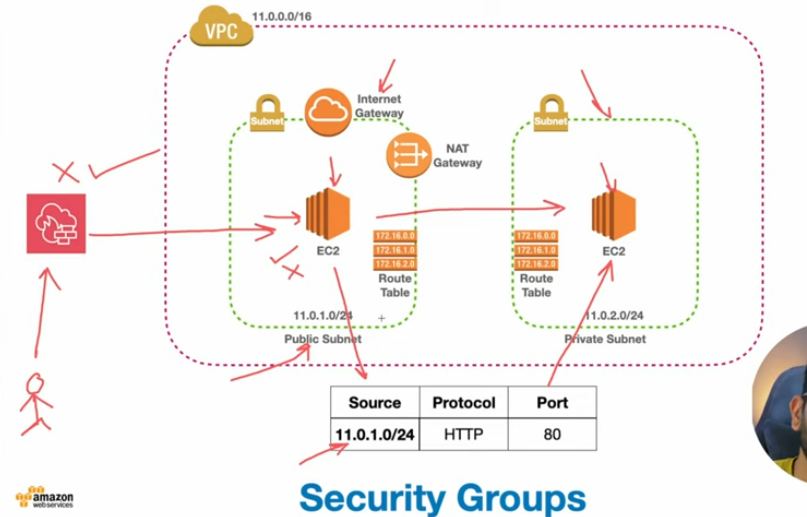 11.0.0.0/16
VPC
Internet
Gateway
Subnet
Subnet
NAT
Gateway
EC2
EC2
172.16.0.0
172.16.1.0
172.16.2.0
172.16.0.0
172.16.1.0
172.16.2.0
Route
Table
Route
Table
11.0.1.0/24
11.0.2.0/24
Public Subnet
Private Subnet
Source Protocol Port
11.0.1.0/24 HTTP 80
amazon
webservices
Security Groups